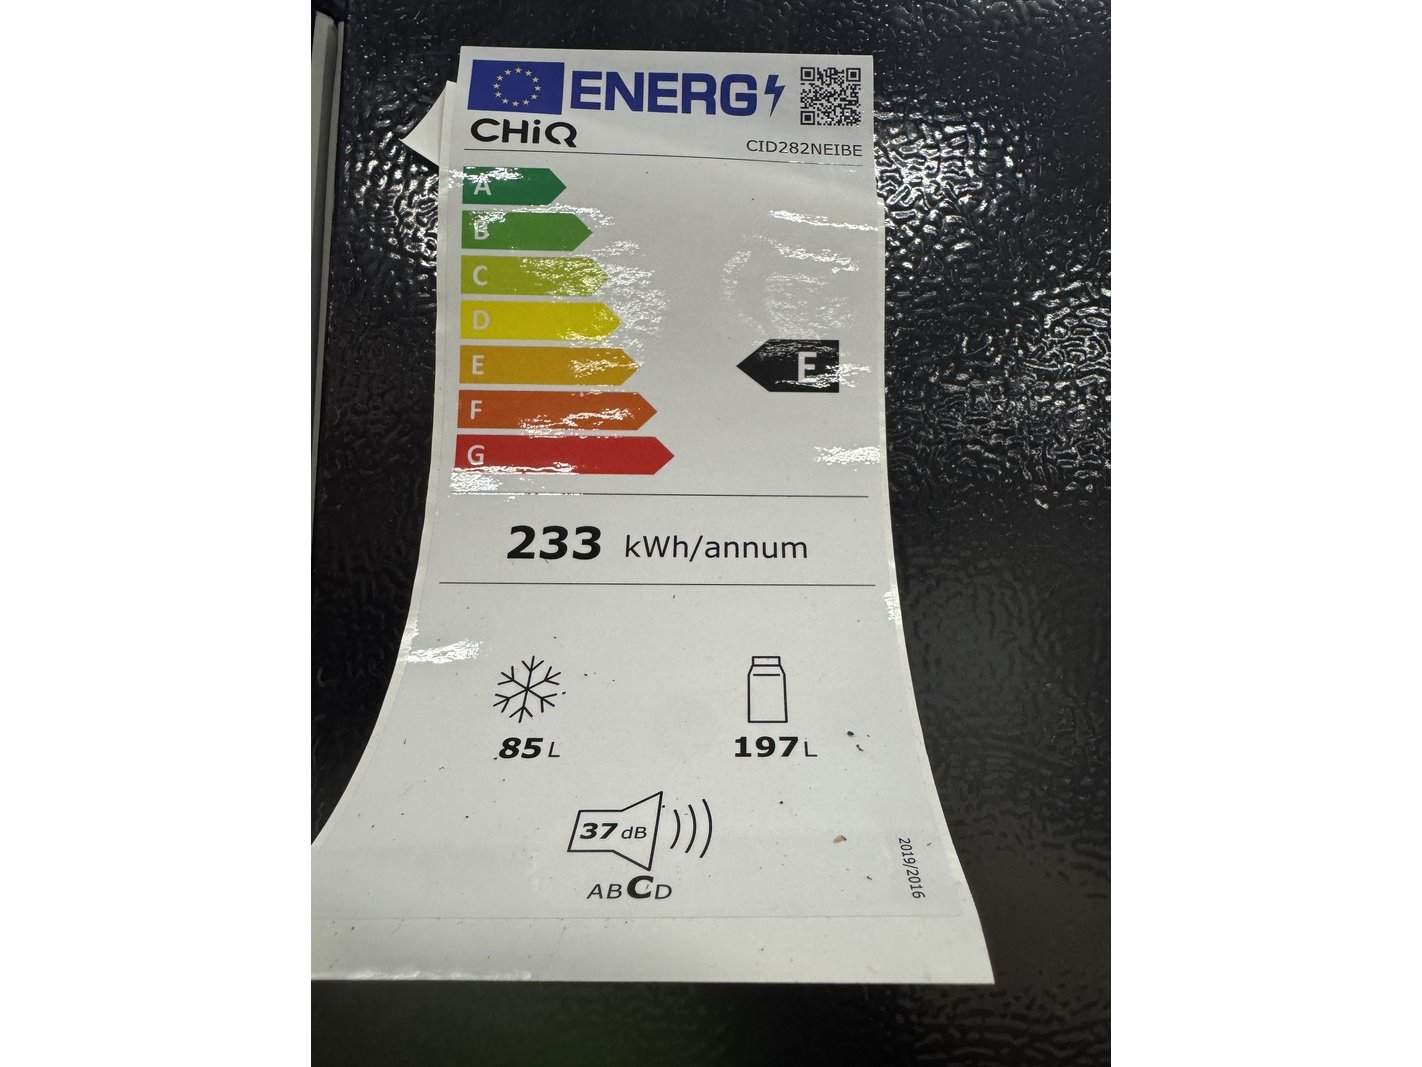 ENERG
CHiQ
CID282NEIBE
A
B
C
D
E
E
F
G
233 kWh/annum
85 L
197 L
37 dB
ABCD
2019/2016